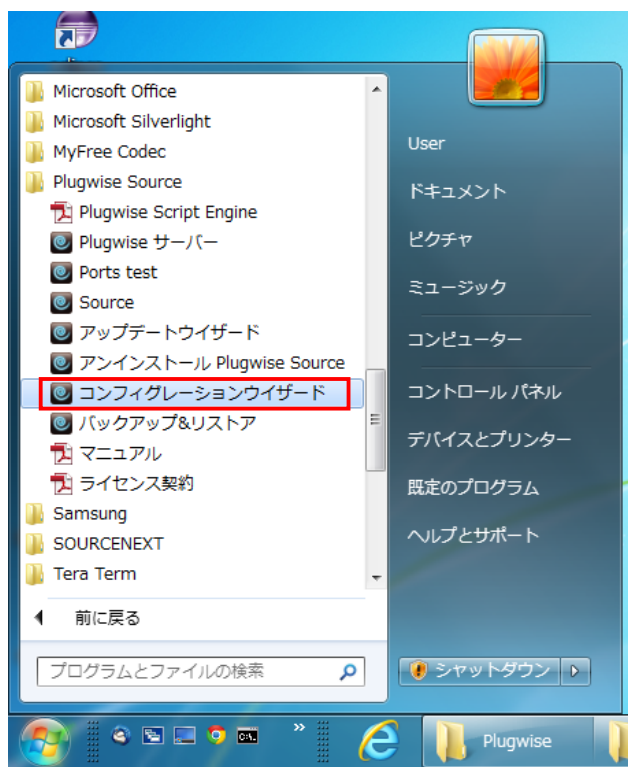 Microsoft Office
Microsoft Silverlight
MyFree Codec
Plugwise Source
Plugwise Script Engine
Plugwise サーバー
Ports test
Source
アップデートウイザード
アンインストール Plugwise Source
コンフィグレーションウイザード
バックアップ&リストア
マニュアル
ライセンス契約
Samsung
SOURCENEXT
Tera Term
前に戻る
プログラムとファイルの検索
User
ドキュメント
ピクチャ
ミュージック
コンピューター
コントロール パネル
デバイスとプリンター
既定のプログラム
ヘルプとサポート
シャットダウン
Plugwise